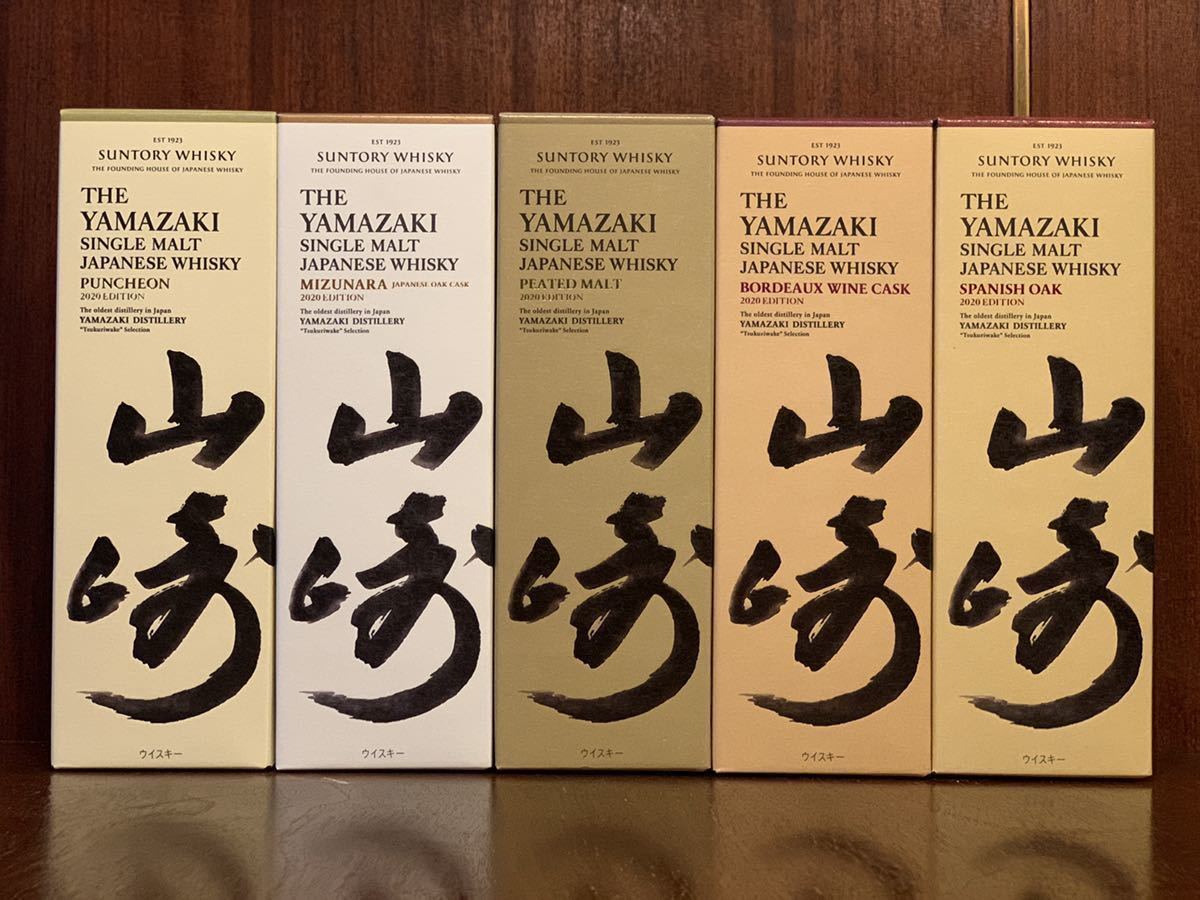 EST 1923
SUNTORY WHISKY
THE FOUNDING HOUSE OF JAPANESE WHISKY
THE
YAMAZAKI
SINGLE MALT
JAPANESE WHISKY
PUNCHEON
2020 EDITION
The oldest distillery in Japan
YAMAZAKI DISTILLERY
"Tsukuriwake" Selection
山
崎
ウイスキー
EST 1923
SUNTORY WHISKY
THE FOUNDING HOUSE OF JAPANESE WHISKY
THE
YAMAZAKI
SINGLE MALT
JAPANESE WHISKY
MIZUNARA JAPANESE OAK CASK
2020 EDITION
The oldest distillery in Japan
YAMAZAKI DISTILLERY
"Tsukuriwake" Selection
山
崎
ウイスキー
EST 1923
SUNTORY WHISKY
THE FOUNDING HOUSE OF JAPANESE WHISKY
THE
YAMAZAKI
SINGLE MALT
JAPANESE WHISKY
PEATED MALT
2020 EDITION
The oldest distillery in Japan
YAMAZAKI DISTILLERY
"Tsukuriwake" Selection
山
崎
ウイスキー
EST 1923
SUNTORY WHISKY
THE FOUNDING HOUSE OF JAPANESE WHISKY
THE
YAMAZAKI
SINGLE MALT
JAPANESE WHISKY
BORDEAUX WINE CASK
2020 EDITION
The oldest distillery in Japan
YAMAZAKI DISTILLERY
"Tsukuriwake" Selection
山
崎
ウイスキー
EST 1923
SUNTORY WHISKY
THE FOUNDING HOUSE OF JAPANESE WHISKY
THE
YAMAZAKI
SINGLE MALT
JAPANESE WHISKY
SPANISH OAK
2020 EDITION
The oldest distillery in Japan
YAMAZAKI DISTILLERY
"Tsukuriwake" Selection
山
崎
ウイスキー